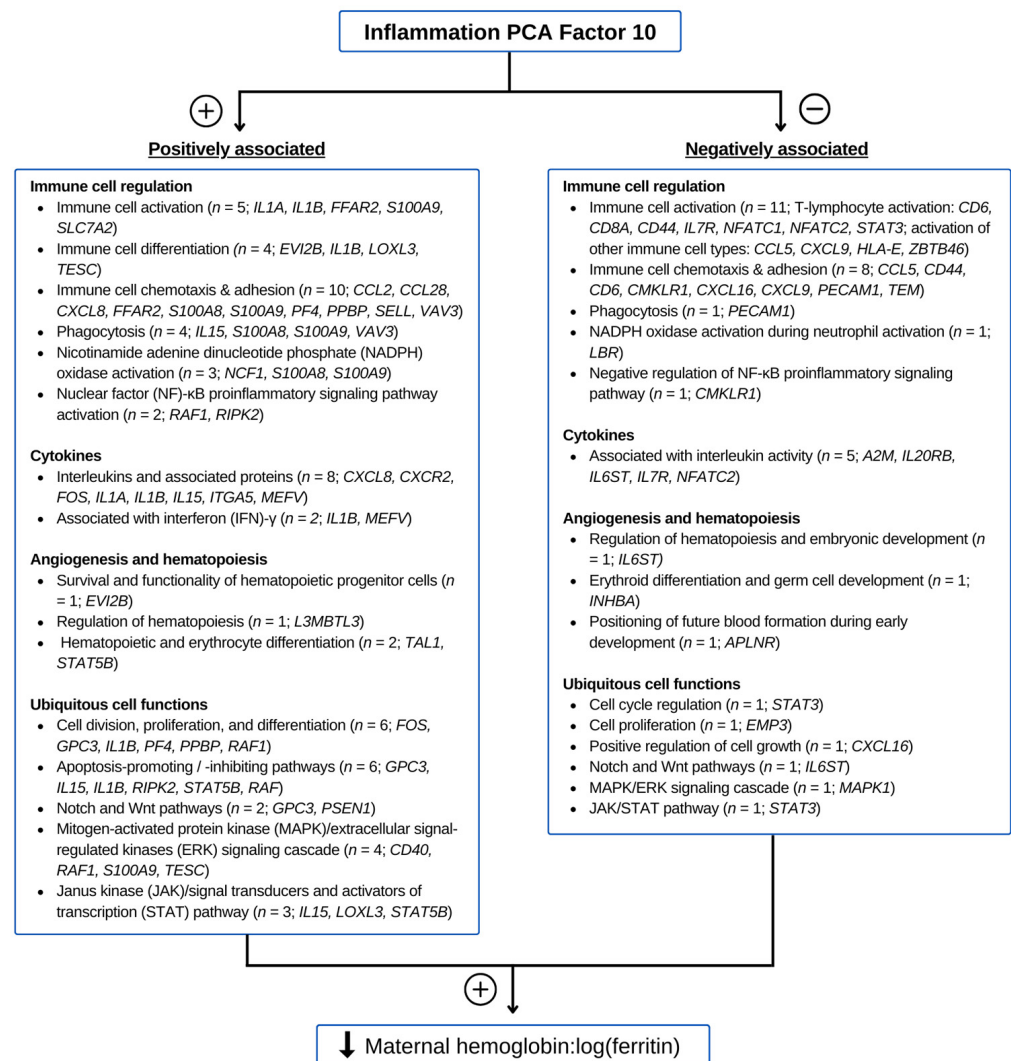 Inflammation PCA Factor 10
+
−
Positively associated
Immune cell regulation
• Immune cell activation (n = 5; IL1A, IL1B, FFAR2, S100A9,
SLC7A2)
• Immune cell differentiation (n = 4; EVI2B, IL1B, LOXL3,
TESC)
• Immune cell chemotaxis & adhesion (n = 10; CCL2, CCL28,
CXCL8, FFAR2, S100A8, S100A9, PF4, PPBP, SELL, VAV3)
• Phagocytosis (n = 4; IL15, S100A8, S100A9, VAV3)
• Nicotinamide adenine dinucleotide phosphate (NADPH)
oxidase activation (n = 3; NCF1, S100A8, S100A9)
• Nuclear factor (NF)-κB proinflammatory signaling pathway
activation (n = 2; RAF1, RIPK2)
Cytokines
• Interleukins and associated proteins (n = 8; CXCL8, CXCR2,
FOS, IL1A, IL1B, IL15, ITGA5, MEFV)
• Associated with interferon (IFN)-γ (n = 2; IL1B, MEFV)
Angiogenesis and hematopoiesis
• Survival and functionality of hematopoietic progenitor cells (n
= 1; EVI2B)
• Regulation of hematopoiesis (n = 1; L3MBTL3)
• Hematopoietic and erythrocyte differentiation (n = 2; TAL1,
STAT5B)
Ubiquitous cell functions
• Cell division, proliferation, and differentiation (n = 6; FOS,
GPC3, IL1B, PF4, PPBP, RAF1)
• Apoptosis-promoting / -inhibiting pathways (n = 6; GPC3,
IL15, IL1B, RIPK2, STAT5B, RAF)
• Notch and Wnt pathways (n = 2; GPC3, PSEN1)
• Mitogen-activated protein kinase (MAPK)/extracellular signal-
regulated kinases (ERK) signaling cascade (n = 4; CD40,
RAF1, S100A9, TESC)
• Janus kinase (JAK)/signal transducers and activators of
transcription (STAT) pathway (n = 3; IL15, LOXL3, STAT5B)
Negatively associated
Immune cell regulation
• Immune cell activation (n = 11; T-lymphocyte activation: CD6,
CD8A, CD44, IL7R, NFATC1, NFATC2, STAT3; activation of
other immune cell types: CCL5, CXCL9, HLA-E, ZBTB46)
• Immune cell chemotaxis & adhesion (n = 8; CCL5, CD44,
CD6, CMKLR1, CXCL16, CXCL9, PECAM1, TEM)
• Phagocytosis (n = 1; PECAM1)
• NADPH oxidase activation during neutrophil activation (n = 1;
LBR)
• Negative regulation of NF-κB proinflammatory signaling
pathway (n = 1; CMKLR1)
Cytokines
• Associated with interleukin activity (n = 5; A2M, IL20RB,
IL6ST, IL7R, NFATC2)
Angiogenesis and hematopoiesis
• Regulation of hematopoiesis and embryonic development (n
= 1; IL6ST)
• Erythroid differentiation and germ cell development (n = 1;
INHBA)
• Positioning of future blood formation during early
development (n = 1; APLNR)
Ubiquitous cell functions
• Cell cycle regulation (n = 1; STAT3)
• Cell proliferation (n = 1; EMP3)
• Positive regulation of cell growth (n = 1; CXCL16)
• Notch and Wnt pathways (n = 1; IL6ST)
• MAPK/ERK signaling cascade (n = 1; MAPK1)
• JAK/STAT pathway (n = 1; STAT3)
+
Maternal hemoglobin:log(ferritin)